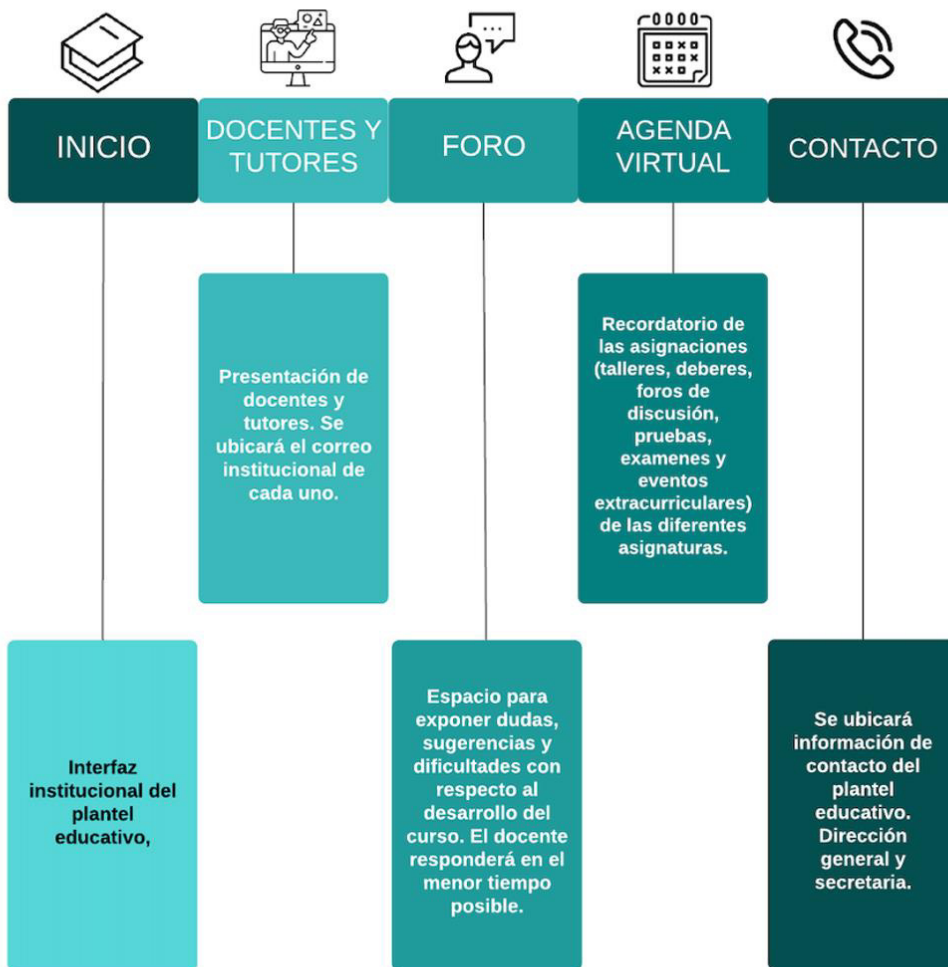 INICIO
DOCENTES Y
TUTORES
FORO
AGENDA
VIRTUAL
CONTACTO
Presentación de
docentes y
tutores. Se
ubicará el correo
institucional de
cada uno.
Recordatorio de
las asignaciones
(talleres, deberes,
foros de
discusión,
pruebas,
examenes y
eventos
extracurriculares)
de las diferentes
asignaturas.
Interfaz
institucional del
plantel
educativo,
Espacio para
exponer dudas,
sugerencias y
dificultades con
respecto al
desarrollo del
curso. El docente
responderá en el
menor tiempo
posible.
Se ubicará
información de
contacto del
plantel
educativo.
Dirección
general y
secretaria.